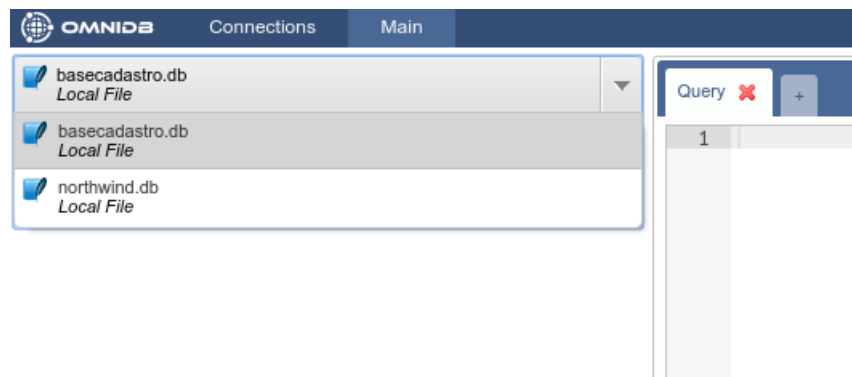 OMNIDB Connections Main
basecadastro.db
Local File
basecadastro.db
Local File
northwind.db
Local File
Query +
1